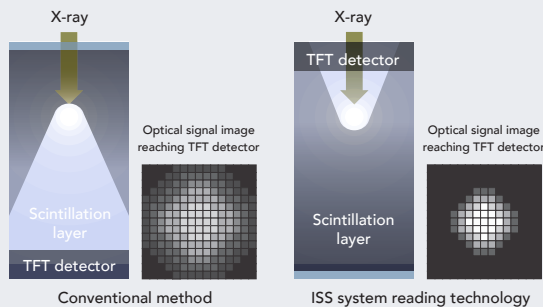 X-ray
Optical signal image
reaching TFT detector
Scintillation
layer
TFT detector
Conventional method
X-ray
TFT detector
Optical signal image
reaching TFT detector
Scintillation
layer
ISS system reading technology